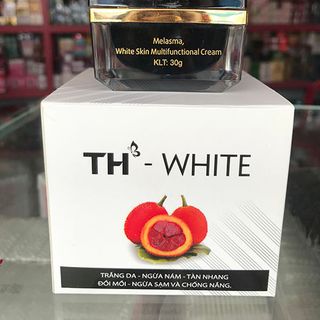 Melasma,
White Skin Multifunctional Cream
KLT: 30g
TH - WHITE
TRẮNG DA - NGỪA NÁM - TÀN NHANG
ĐỒI MỒI - NGỪA SẠM VÀ CHỐNG NẮNG.